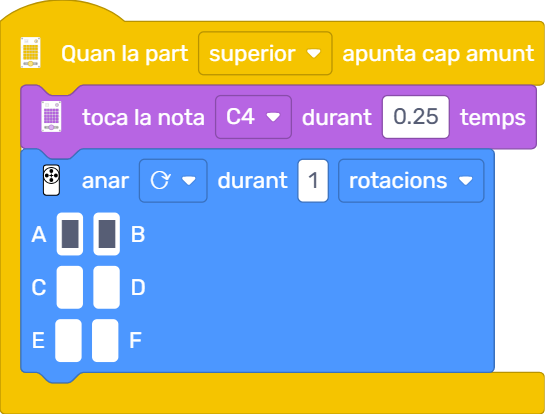 Quan la part superior apunta cap amunt
toca la nota C4 durant 0.25 temps
anar durant 1 rotacions
A B
C D
E F